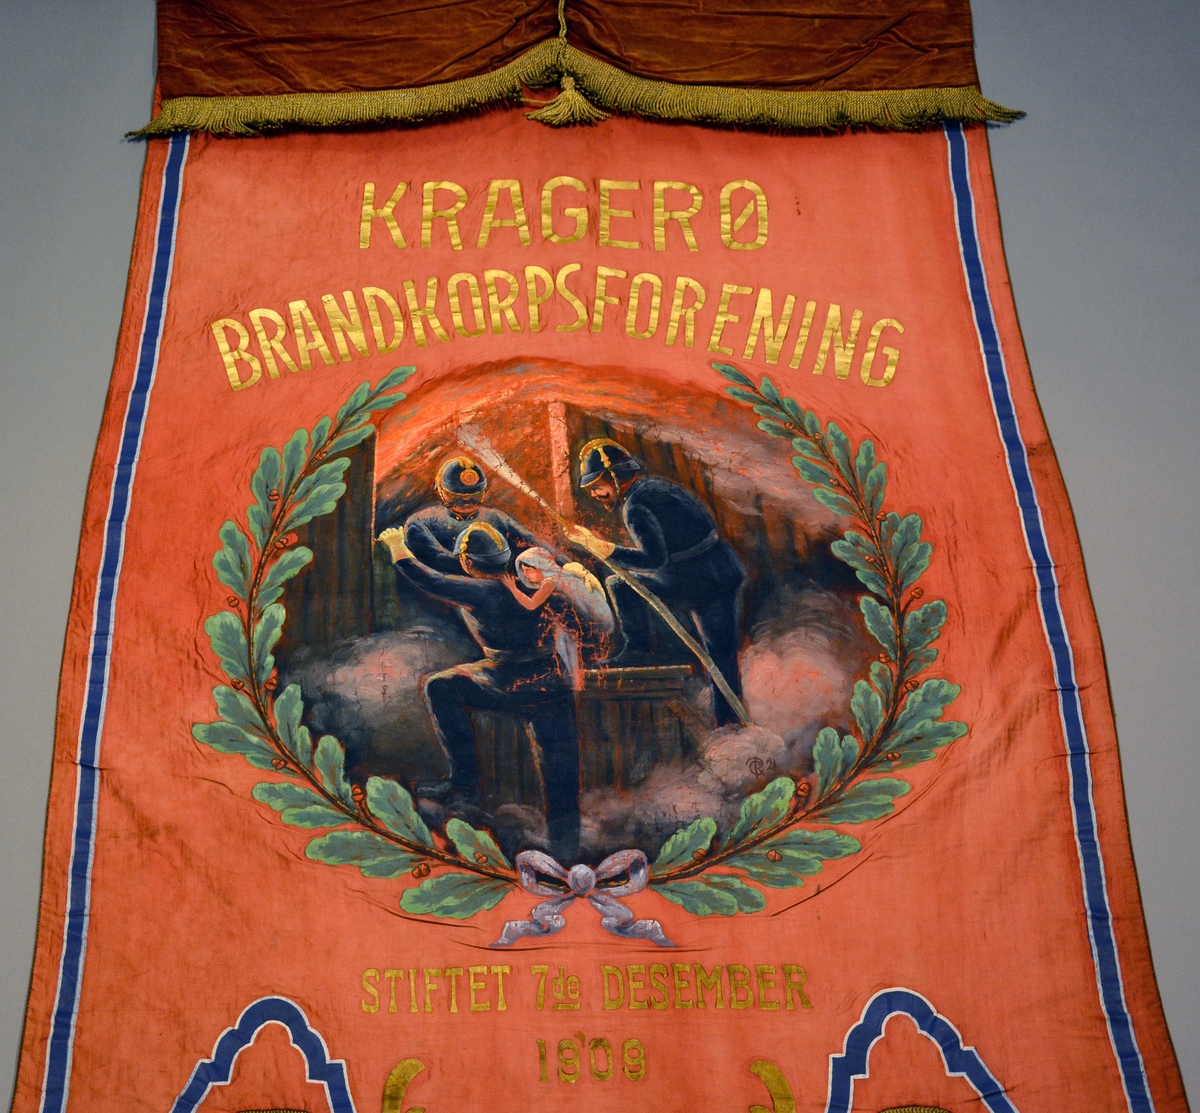 KRAGERØ
BRANDKORPSFORENING
STIFTET 7de DESEMBER
1909